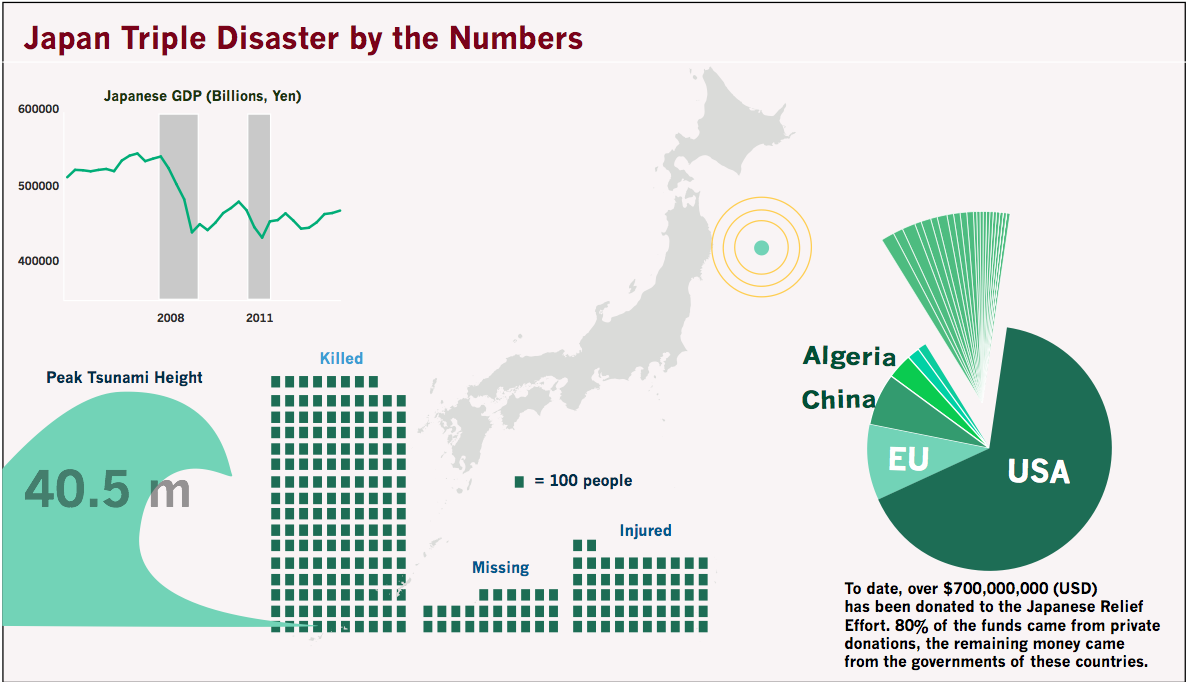 Japan Triple Disaster by the Numbers
Japanese GDP (Billions, Yen)
600000
500000
400000
2008
2011
Peak Tsunami Height
40.5 m
Killed
= 100 people
Missing
Injured
Algeria
China
EU
USA
To date, over $700,000,000 (USD)
has been donated to the Japanese Relief
Effort. 80% of the funds came from private
donations, the remaining money came
from the governments of these countries.